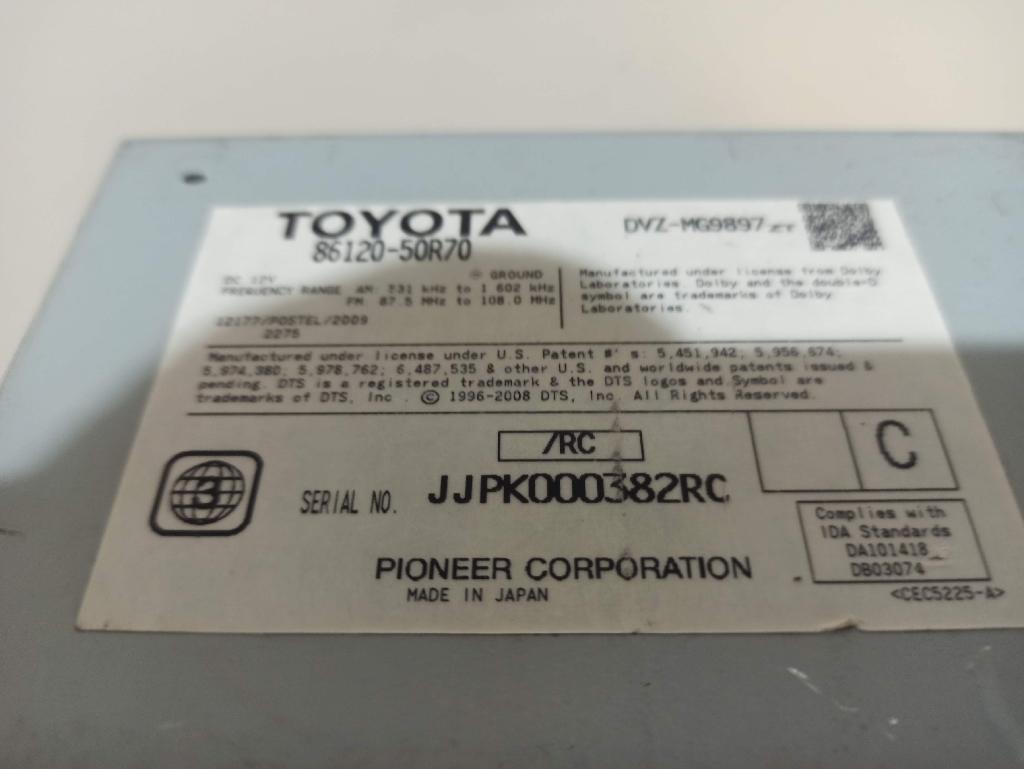 TOYOTA
86120-50R70
DVZ-MG9897 ZT
DC 12V
GROUND
FREQUENCY RANGE AM: 531 kHz to 1 602 kHz
FM: 87.5 MHz to 108.0 MHz
12177/POSTEL/2009
2275
Manufactured under license from Dolby
Laboratories. Dolby and the double-D
symbol are trademarks of Dolby
Laboratories.
Manufactured under license under U.S. Patent #'s: 5,451,942; 5,956,674;
5,974,380; 5,978,762; 6,487,535 & other U.S. and worldwide patents issued &
pending. DTS is a registered trademark & the DTS logos and Symbol are
trademarks of DTS, Inc. © 1996-2008 DTS, Inc. All Rights Reserved.
/RC
C
3
SERIAL NO. JJPK000382RC
Complies with
IDA Standards
DA101418
DB03074
PIONEER CORPORATION
MADE IN JAPAN
<CEC5225-A>